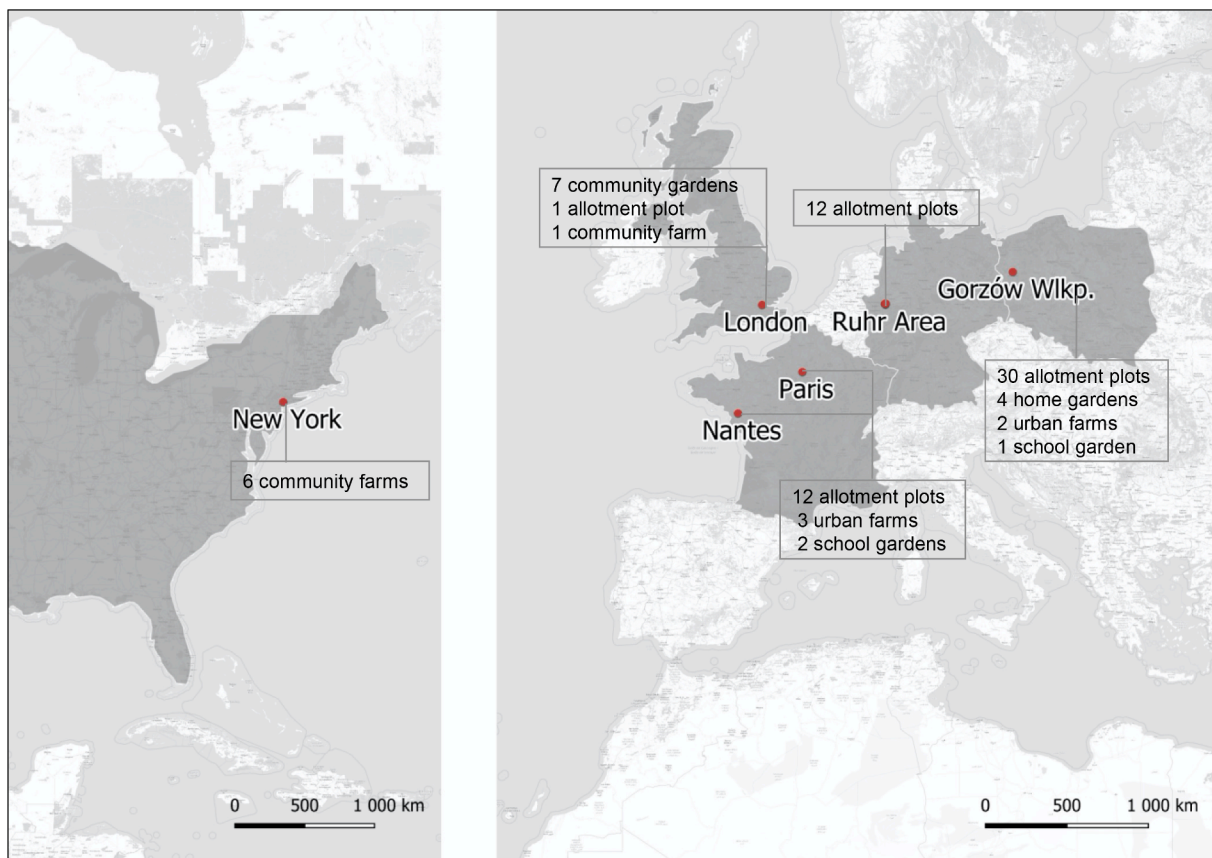 7 community gardens
1 allotment plot
1 community farm
12 allotment plots
Gorzów Wlkp.
London
Ruhr Area
30 allotment plots
4 home gardens
2 urban farms
1 school garden
Paris
Nantes
New York
6 community farms
12 allotment plots
3 urban farms
2 school gardens
0 500 1 000 km
0 500 1 000 km